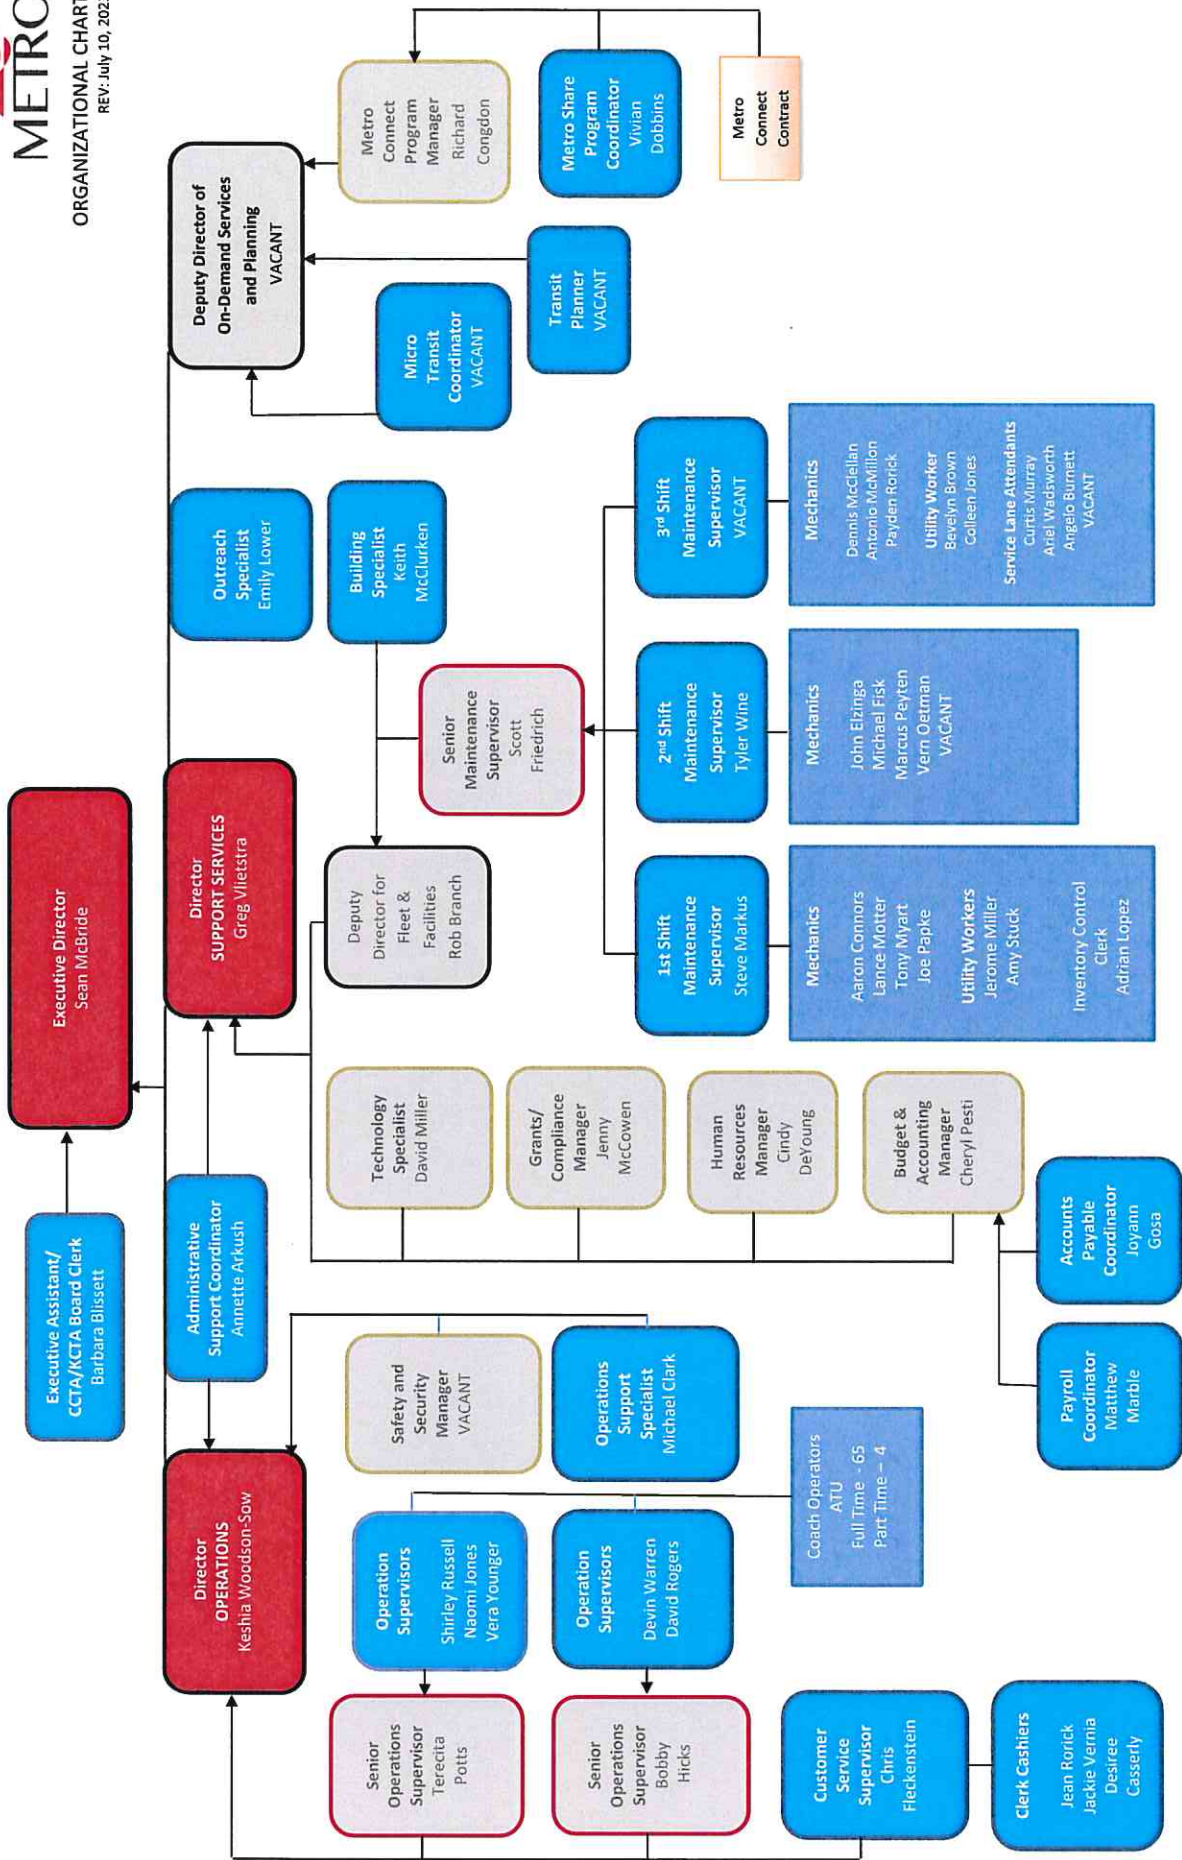 METRO
ORGANIZATIONAL CHART
REV: July 10, 202
Executive Director
Sean McBride
Executive Assistant/
CCTA/KCTA Board Clerk
Barbara Blissett
Administrative
Support Coordinator
Annette Arkush
Director
OPERATIONS
Keshia Woodson-Sow
Director
SUPPORT SERVICES
Greg Vlietstra
Outreach
Specialist
Emily Lower
Deputy Director of
On-Demand Services
and Planning
VACANT
Senior
Operations
Supervisor
Terecita
Potts
Operation
Supervisors
Shirley Russell
Naomi Jones
Vera Younger
Safety and
Security
Manager
VACANT
Senior
Operations
Supervisor
Bobby
Hicks
Operation
Supervisors
Devin Warren
David Rogers
Operations
Support
Specialist
Michael Clark
Customer
Service
Supervisor
Chris
Fleckenstein
Coach Operators
ATU
Full Time - 65
Part Time – 4
Clerk Cashiers
Jean Rorick
Jackie Vernia
Desiree
Casserly
Technology
Specialist
David Miller
Grants/
Compliance
Manager
Jenny
McCowen
Human
Resources
Manager
Cindy
DeYoung
Budget &
Accounting
Manager
Cheryl Pesti
Payroll
Coordinator
Matthew
Marble
Accounts
Payable
Coordinator
Joyann
Gosa
Deputy
Director for
Fleet &
Facilities
Rob Branch
Building
Specialist
Keith
McClurken
Senior
Maintenance
Supervisor
Scott
Friedrich
1st Shift
Maintenance
Supervisor
Steve Markus
2nd Shift
Maintenance
Supervisor
Tyler Wine
3rd Shift
Maintenance
Supervisor
VACANT
Mechanics
Aaron Connors
Lance Motter
Tony Myart
Joe Papke
Utility Workers
Jerome Miller
Amy Stuck
Inventory Control
Clerk
Adrian Lopez
Mechanics
John Elzinga
Michael Fisk
Marcus Peyten
Vern Oetman
VACANT
Mechanics
Dennis McClellan
Antonio McMillon
Payden Rorick
Utility Worker
Bevelyn Brown
Colleen Jones
Service Lane Attendants
Curtis Murray
Ariel Wadsworth
Angelo Burnett
VACANT
Micro
Transit
Coordinator
VACANT
Transit
Planner
VACANT
Metro
Connect
Program
Manager
Richard
Congdon
Metro Share
Program
Coordinator
Vivian
Dobbins
Metro
Connect
Contract